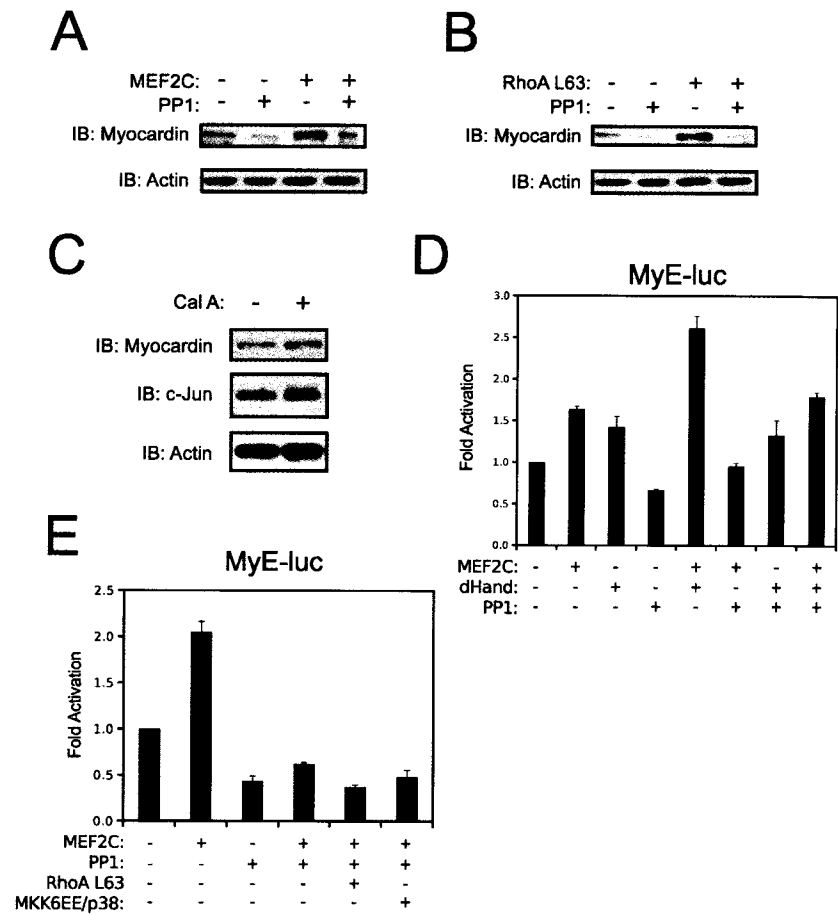 A
MEF2C: - - + +
PP1: - + - +
IB: Myocardin
IB: Actin
B
RhoA L63: - - + +
PP1: - + - +
IB: Myocardin
IB: Actin
C
Cal A: - +
IB: Myocardin
IB: c-Jun
IB: Actin
D
MyE-luc
Fold Activation
3.0
2.5
2.0
1.5
1.0
0.5
0.0
MEF2C: - + - - + + - +
dHand: - - + - + - + +
PP1: - - - + - + + +
E
MyE-luc
Fold Activation
2.5
2.0
1.5
1.0
0.5
0.0
MEF2C: - + - + + +
PP1: - - + + + +
RhoA L63 - - - - + -
MKK6EE/p38: - - - - - +